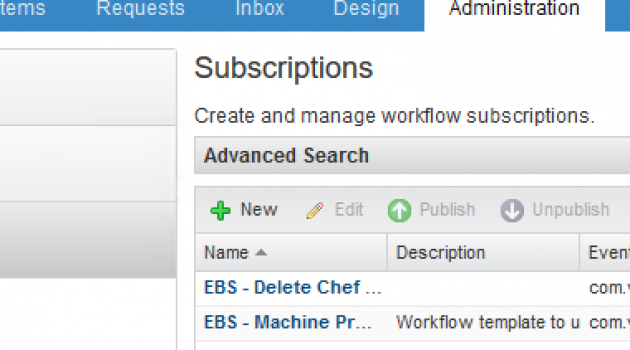 tems Requests Inbox Design Administration
Subscriptions
Create and manage workflow subscriptions.
Advanced Search
New Edit Publish Unpublish
Name Description Event
EBS - Delete Chef ... com.v
EBS - Machine Pr... Workflow template to u com.v